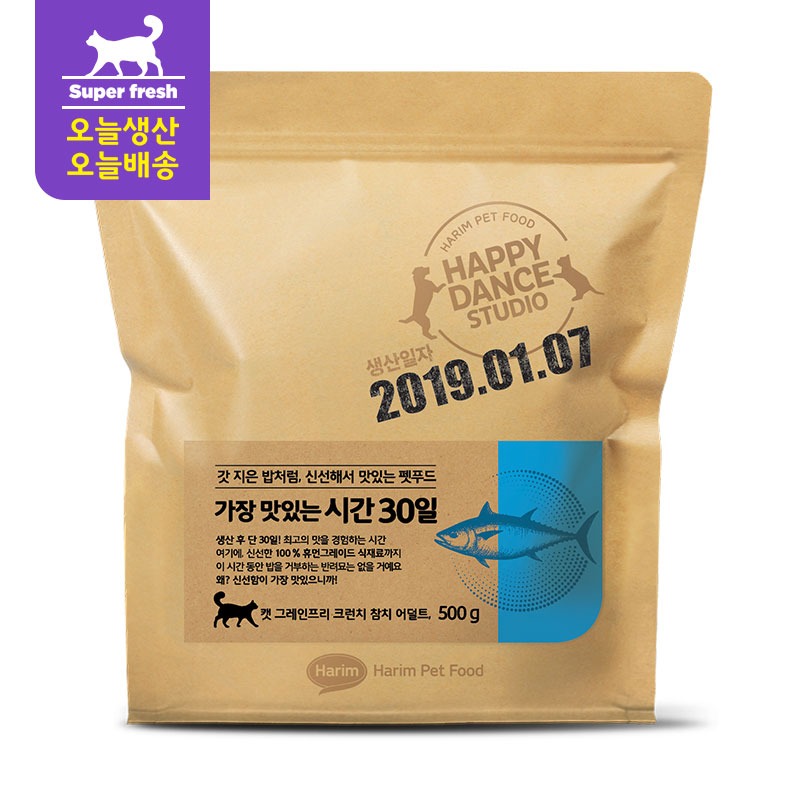 Super fresh
오늘생산
오늘배송
HARIM PET FOOD
HAPPY
DANCE
STUDIO
생산일자
2019.01.07
갓 지은 밥처럼, 신선해서 맛있는 펫푸드
가장 맛있는 시간 30일
생산 후 단 30일! 최고의 맛을 경험하는 시간
여기에, 신선한 100% 휴먼그레이드 식재료까지
이 시간 동안 밥을 거부하는 반려묘는 없을 거예요
왜? 신선함이 가장 맛있으니까!
캣 그레인프리 크런치 참치 어덜트, 500 g
Harim Harim Pet Food